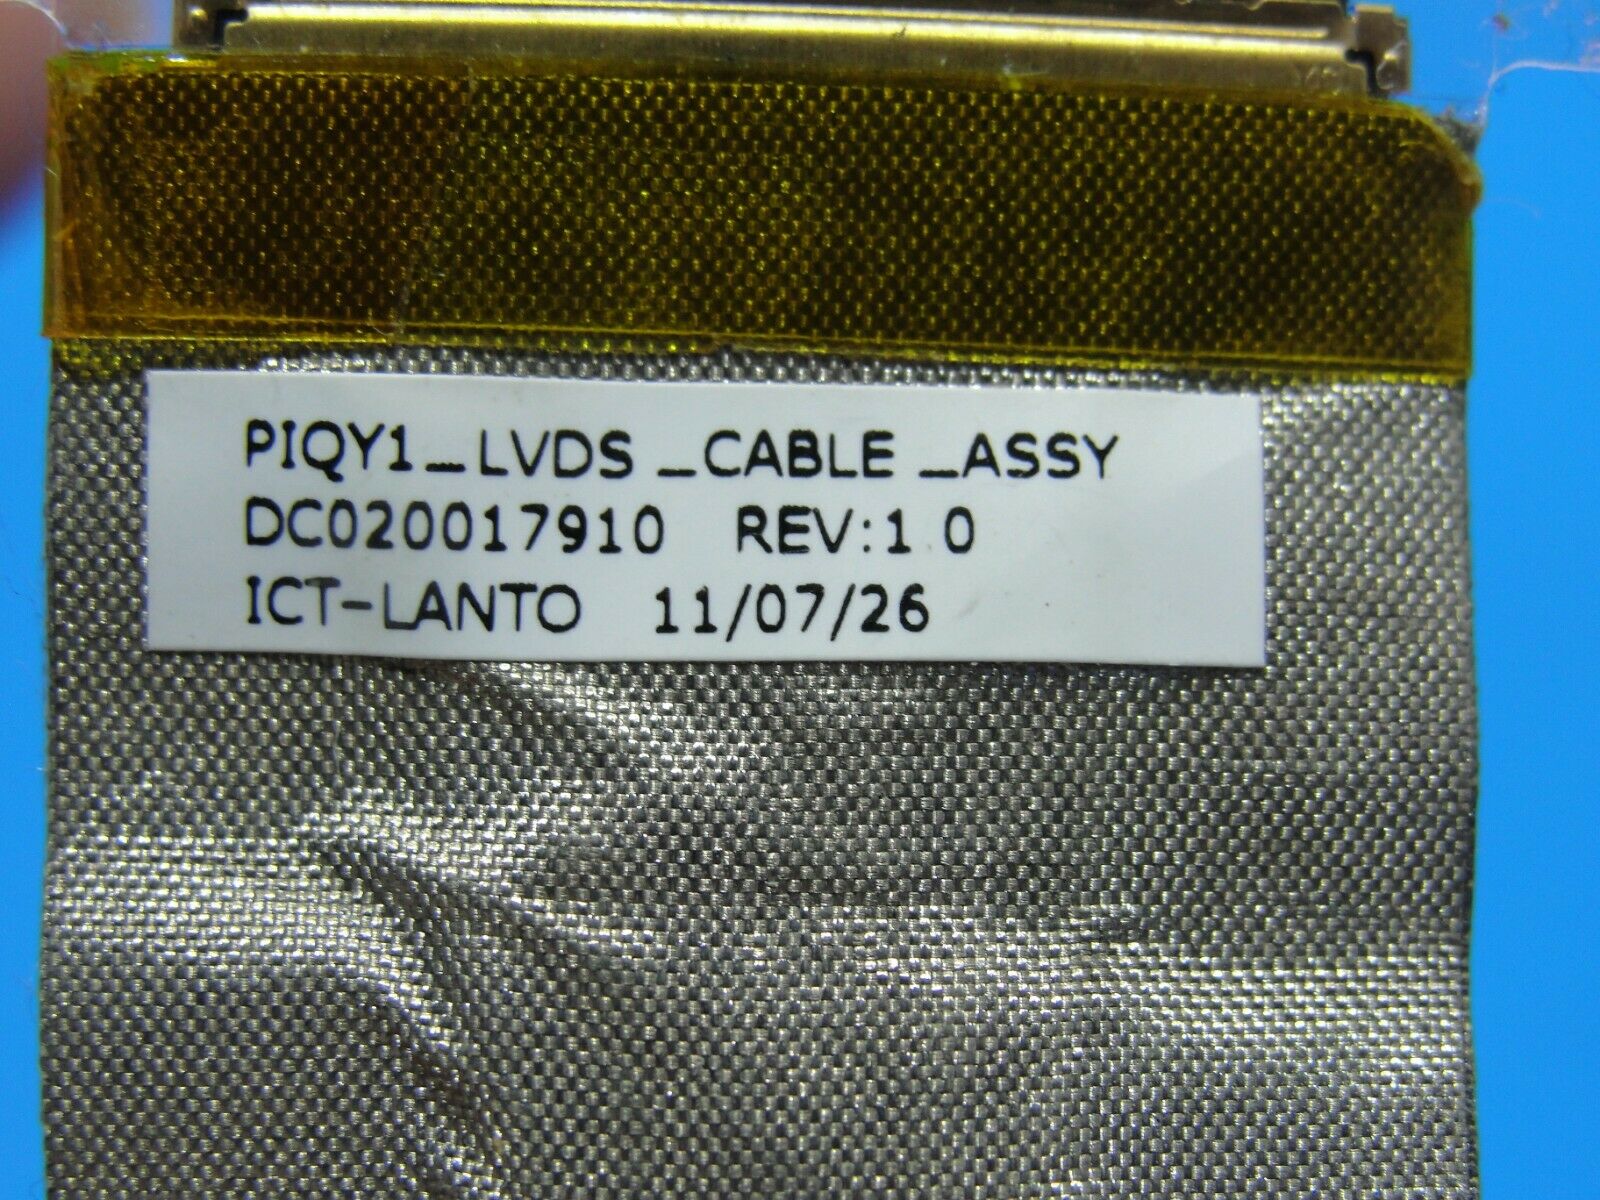 PIQY1_LVDS_CABLE_ASSY
DC020017910 REV:1.0
ICT-LANTO 11/07/26